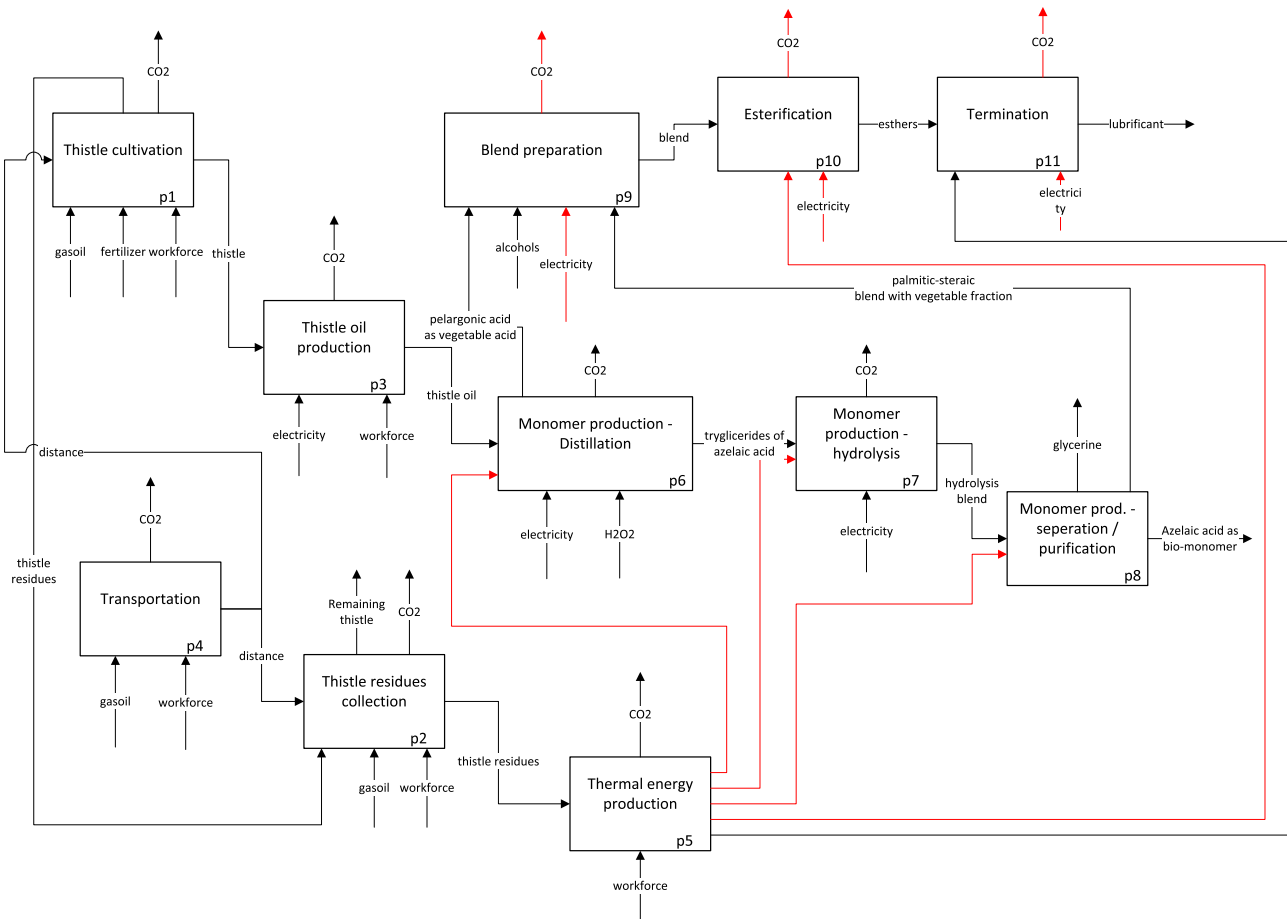 CO2
CO2
CO2
CO2
Thistle cultivation
p1
Blend preparation
p9
Esterification
p10
Termination
p11
blend
esthers
lubrificant
gasoil
fertilizer
workforce
thistle
alcohols
electricity
electricity
electrici
ty
CO2
palmitic-steraic
blend with vegetable fraction
Thistle oil
production
p3
pelargonic acid
as vegetable acid
CO2
CO2
thistle oil
electricity
workforce
Monomer production -
Distillation
p6
tryglicerides of
azelaic acid
Monomer
production -
hydrolysis
p7
glycerine
distance
hydrolysis
blend
Monomer prod. -
seperation /
purification
p8
Azelaic acid as
bio-monomer
CO2
electricity
H2O2
electricity
thistle
residues
Transportation
p4
Remaining
thistle
CO2
distance
gasoil
workforce
Thistle residues
collection
p2
CO2
thistle residues
gasoil
workforce
Thermal energy
production
p5
workforce